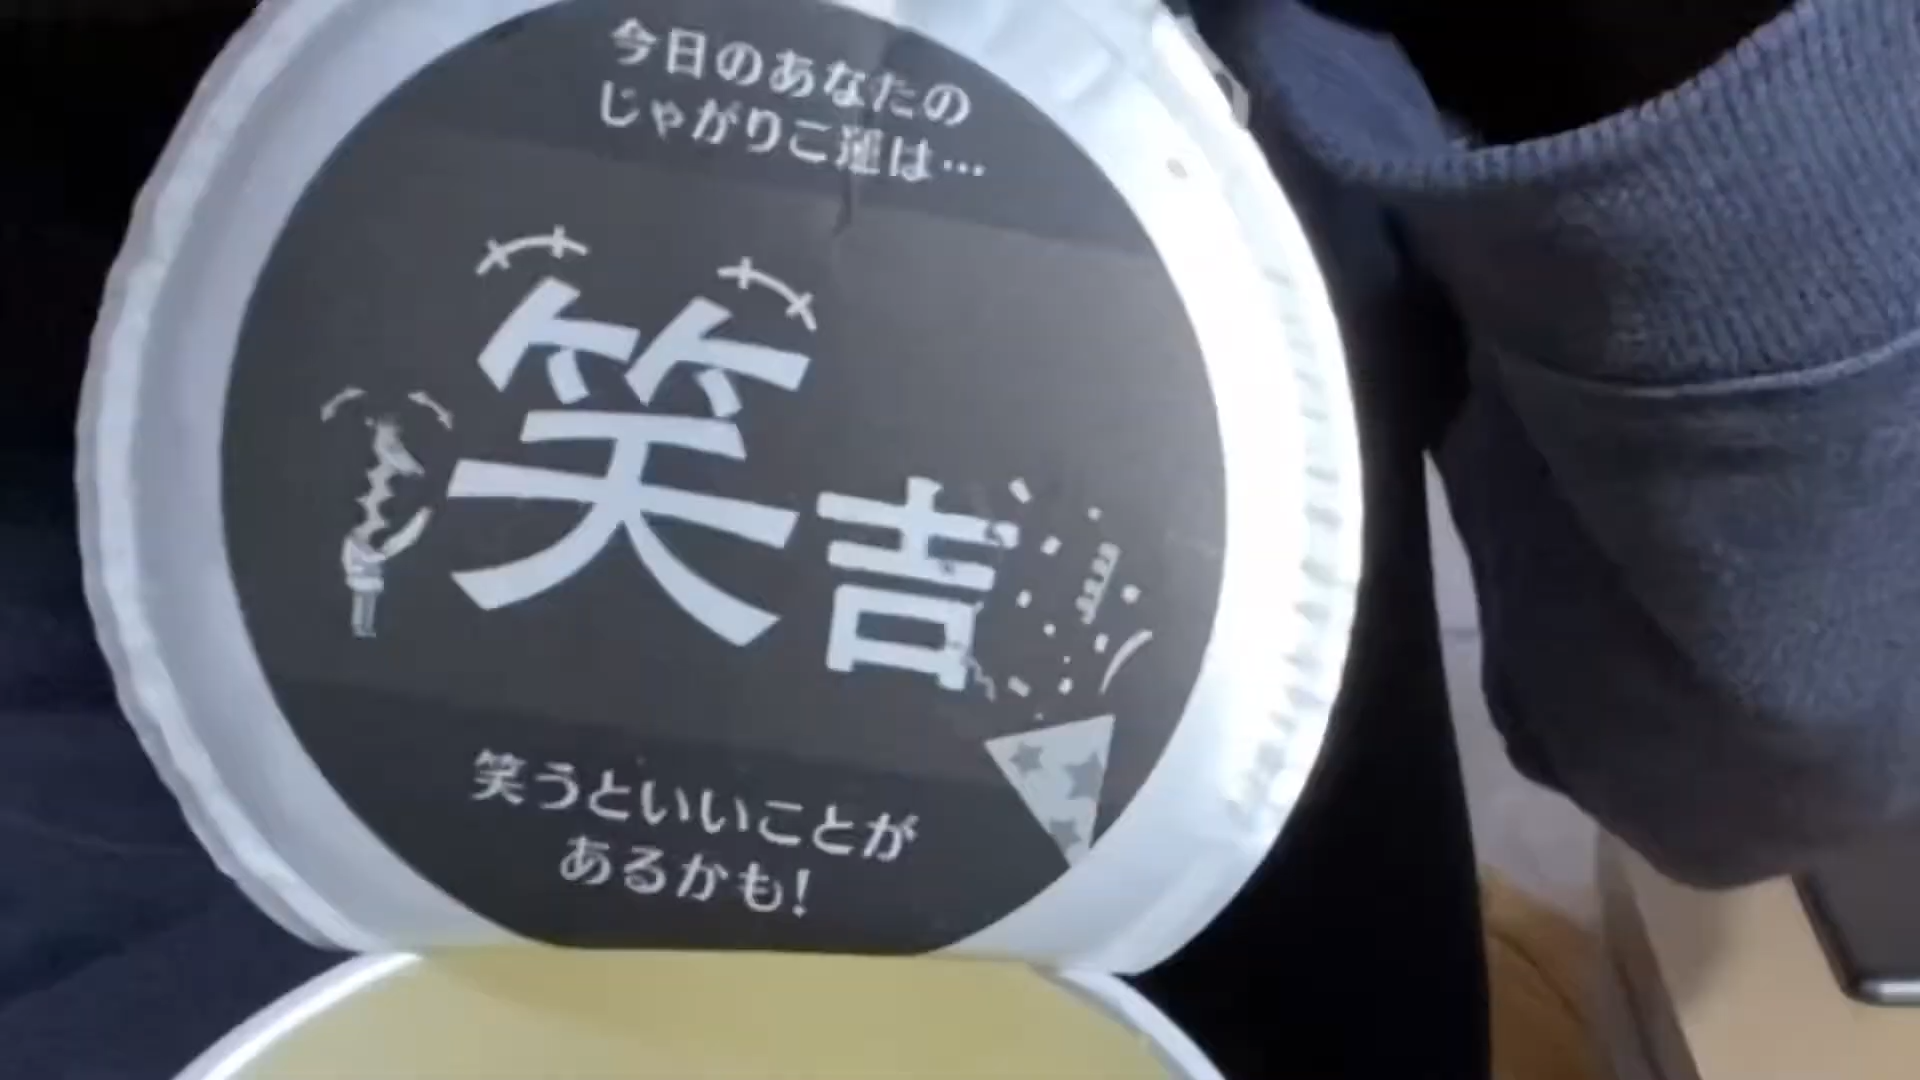 今日のあなたの
じゃがりこ運は…
笑吉
笑うといいことが
あるかも!